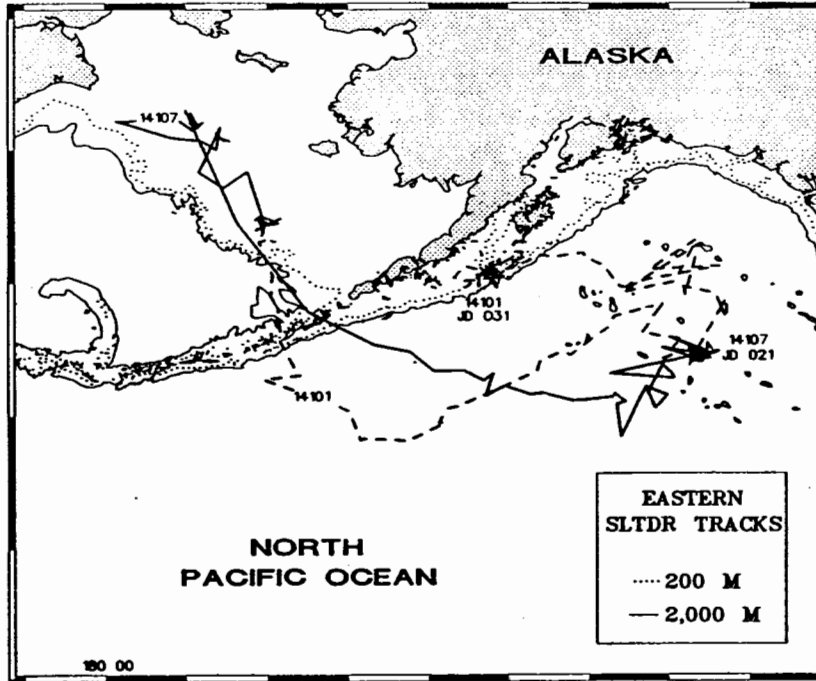 ALASKA
14107
14101
JD 031
14107
JD 021
14101
EASTERN
SLTDR TRACKS
200 M
2,000 M
NORTH
PACIFIC OCEAN
180 00